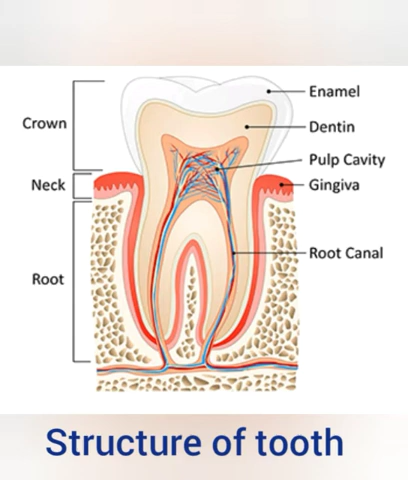 Enamel
Crown
Dentin
Pulp Cavity
Neck
Gingiva
Root Canal
Root
Structure of tooth